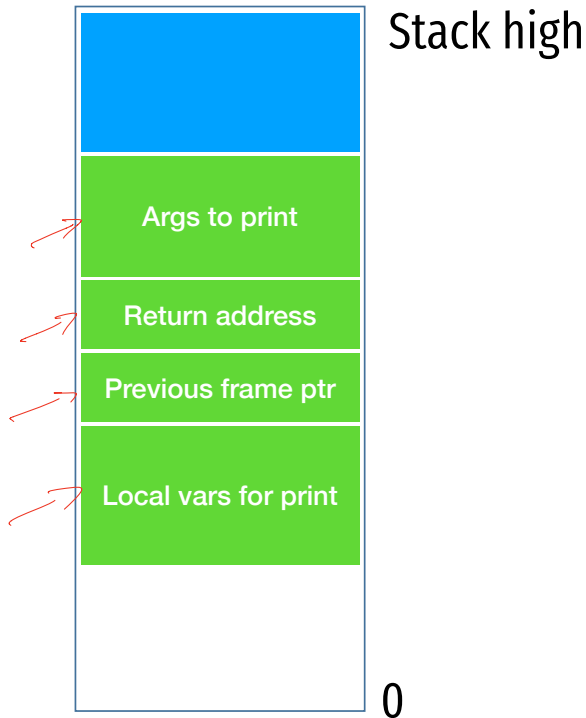 Stack high
Args to print
Return address
Previous frame ptr
Local vars for print
0